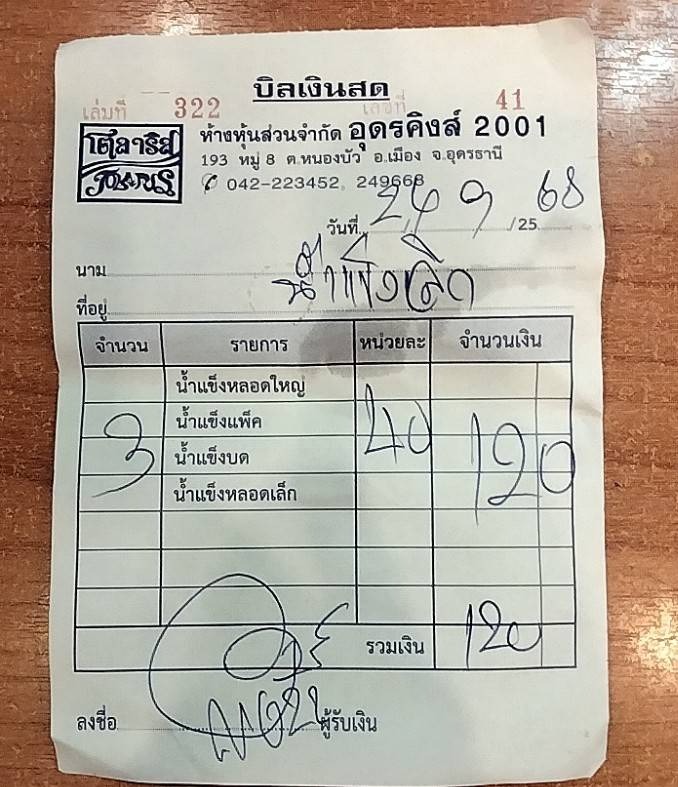 บิลเงินสด
เล่มที่ 322 เลขที่ 41
โพลาริส
POLARIS
ห้างหุ้นส่วนจำกัด อุดรคิงส์ 2001
193 หมู่ 8 ต.หนองบัว อ.เมือง จ.อุดรธานี
042-223452, 249668
วันที่ 24 9 /25 68
นาม
ที่อยู่
จำนวน รายการ หน่วยละ จำนวนเงิน
น้ำแข็งหลอดใหญ่
3 น้ำแข็งแพ็ค 40 120
น้ำแข็งบด
น้ำแข็งหลอดเล็ก
รวมเงิน 120
ลงชื่อ ผู้รับเงิน